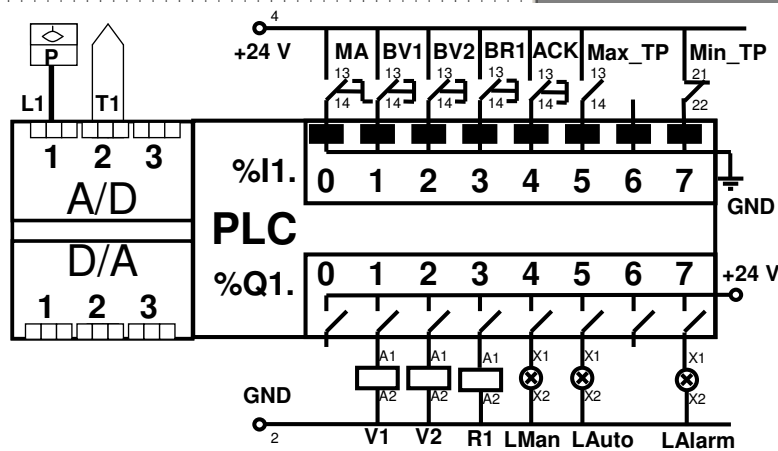 4
+24 V MA BV1 BV2 BR1 ACK Max_TP Min_TP
P
13 13 13 13 13 13 21
14 14 14 14 14 14 22
L1 T1
1 2 3
%I1. 0 1 2 3 4 5 6 7
A/D
GND
PLC
D/A
%Q1. 0 1 2 3 4 5 6 7 +24 V
1 2 3
A1 A1 A1 X1 X1 X1
A2 A2 A2 X2 X2 X2
GND
2
V1 V2 R1 LMan LAuto LAlarm